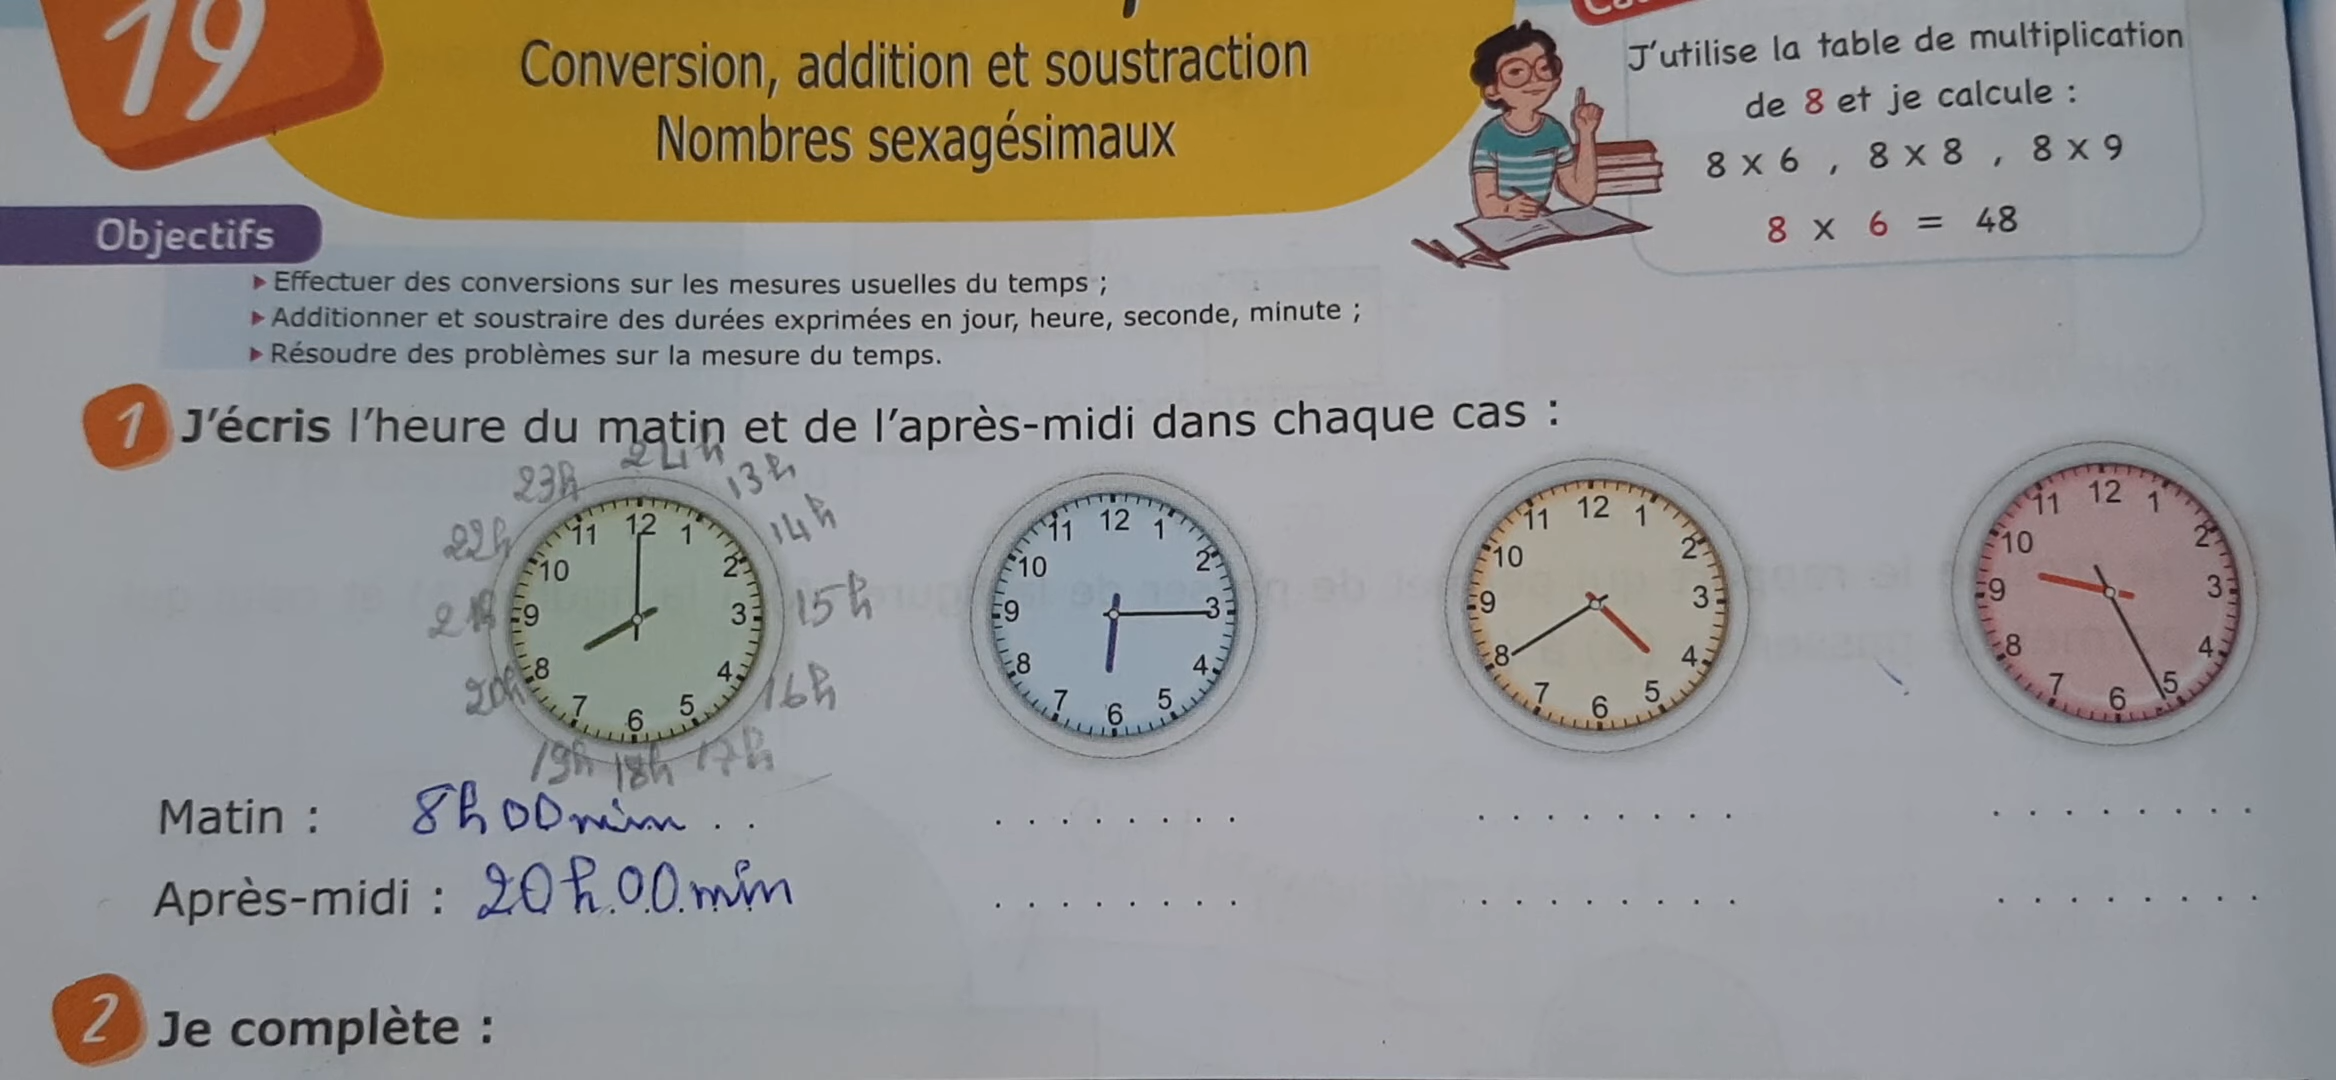 19
Conversion, addition et soustraction
Nombres sexagésimaux
J'utilise la table de multiplication
de 8 et je calcule :
8 x 6 , 8 x 8 , 8 x 9
8 x 6 = 48
Objectifs
▸ Effectuer des conversions sur les mesures usuelles du temps ;
▸ Additionner et soustraire des durées exprimées en jour, heure, seconde, minute ;
▸ Résoudre des problèmes sur la mesure du temps.
1 J'écris l'heure du matin et de l'après-midi dans chaque cas :
24h 13h 14h 15h 16h 17h 18h 19h 20h 21h 22h 23h
12 1 2 3 4 5 6 7 8 9 10 11
12 1 2 3 4 5 6 7 8 9 10 11
12 1 2 3 4 5 6 7 8 9 10 11
12 1 2 3 4 5 6 7 8 9 10 11
Matin : 8h00min . . . . . . . . . . . . . . . . . . . . . . . . . .
Après-midi : 20h.00.min . . . . . . . . . . . . . . . . . . . . . . . .
2 Je complète :